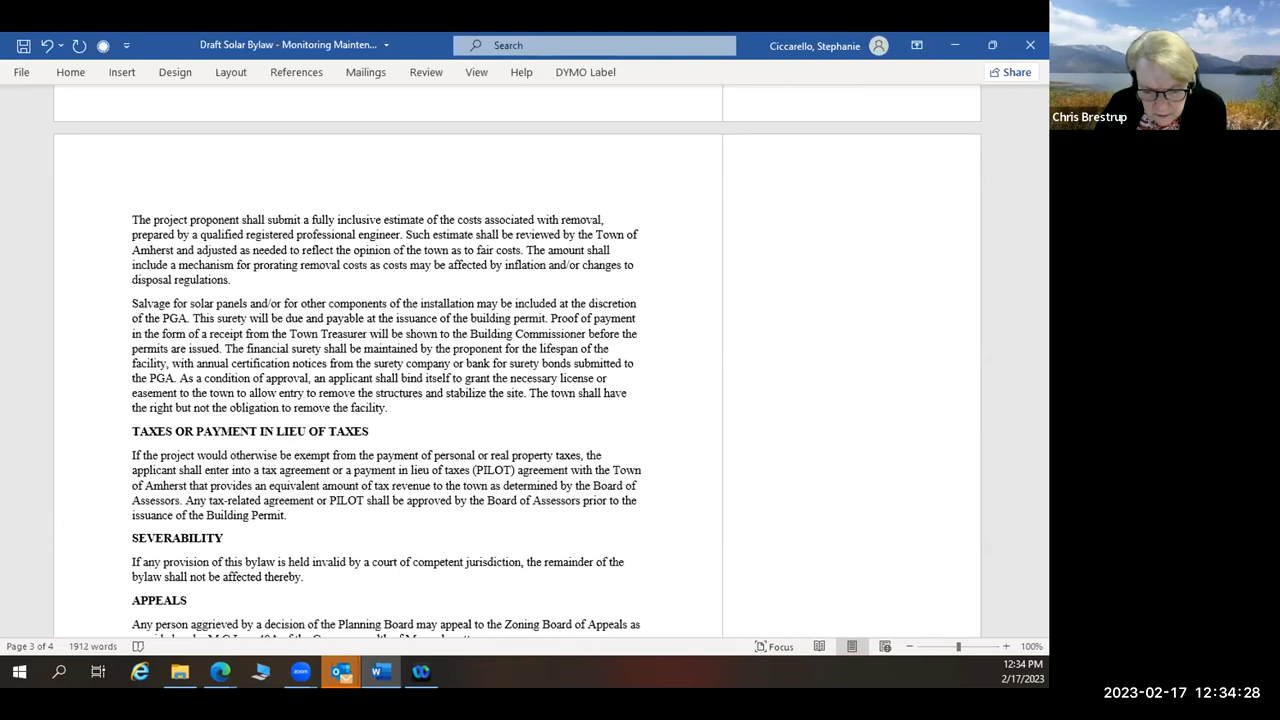 Draft Solar Bylaw - Monitoring Mainten...
Search
Ciccarello, Stephanie
File Home Insert Design Layout References Mailings Review View Help DYMO Label
Share
Chris Brestrup
The project proponent shall submit a fully inclusive estimate of the costs associated with removal,
prepared by a qualified registered professional engineer. Such estimate shall be reviewed by the Town of
Amherst and adjusted as needed to reflect the opinion of the town as to fair costs. The amount shall
include a mechanism for prorating removal costs as costs may be affected by inflation and/or changes to
disposal regulations.
Salvage for solar panels and/or for other components of the installation may be included at the discretion
of the PGA. This surety will be due and payable at the issuance of the building permit. Proof of payment
in the form of a receipt from the Town Treasurer will be shown to the Building Commissioner before the
permits are issued. The financial surety shall be maintained by the proponent for the lifespan of the
facility, with annual certification notices from the surety company or bank for surety bonds submitted to
the PGA. As a condition of approval, an applicant shall bind itself to grant the necessary license or
easement to the town to allow entry to remove the structures and stabilize the site. The town shall have
the right but not the obligation to remove the facility.
TAXES OR PAYMENT IN LIEU OF TAXES
If the project would otherwise be exempt from the payment of personal or real property taxes, the
applicant shall enter into a tax agreement or a payment in lieu of taxes (PILOT) agreement with the Town
of Amherst that provides an equivalent amount of tax revenue to the town as determined by the Board of
Assessors. Any tax-related agreement or PILOT shall be approved by the Board of Assessors prior to the
issuance of the Building Permit.
SEVERABILITY
If any provision of this bylaw is held invalid by a court of competent jurisdiction, the remainder of the
bylaw shall not be affected thereby.
APPEALS
Any person aggrieved by a decision of the Planning Board may appeal to the Zoning Board of Appeals as
Page 3 of 4 1912 words
Focus
100%
12:34 PM
2/17/2023
2023-02-17 12:34:28